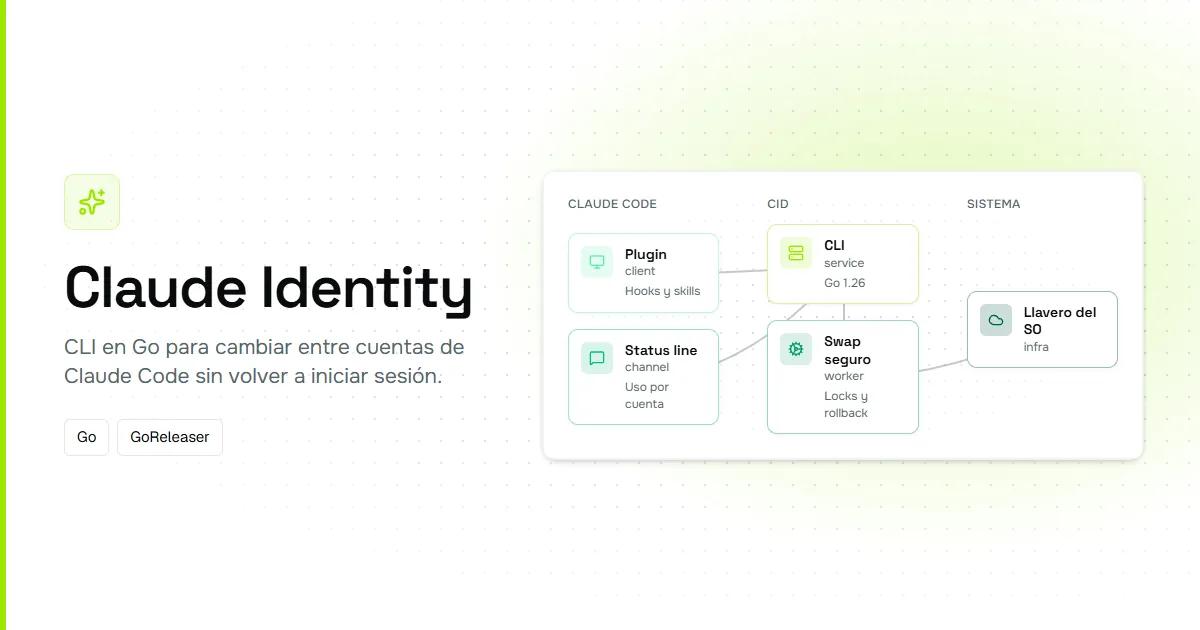 Claude Identity
CLI en Go para cambiar entre cuentas de
Claude Code sin volver a iniciar sesión.
Go
GoReleaser
CLAUDE CODE
Plugin
client
Hooks y skills
Status line
channel
Uso por
cuenta
CID
CLI
service
Go 1.26
Swap
seguro
worker
Locks y
rollback
SISTEMA
Llavero del
SO
infra